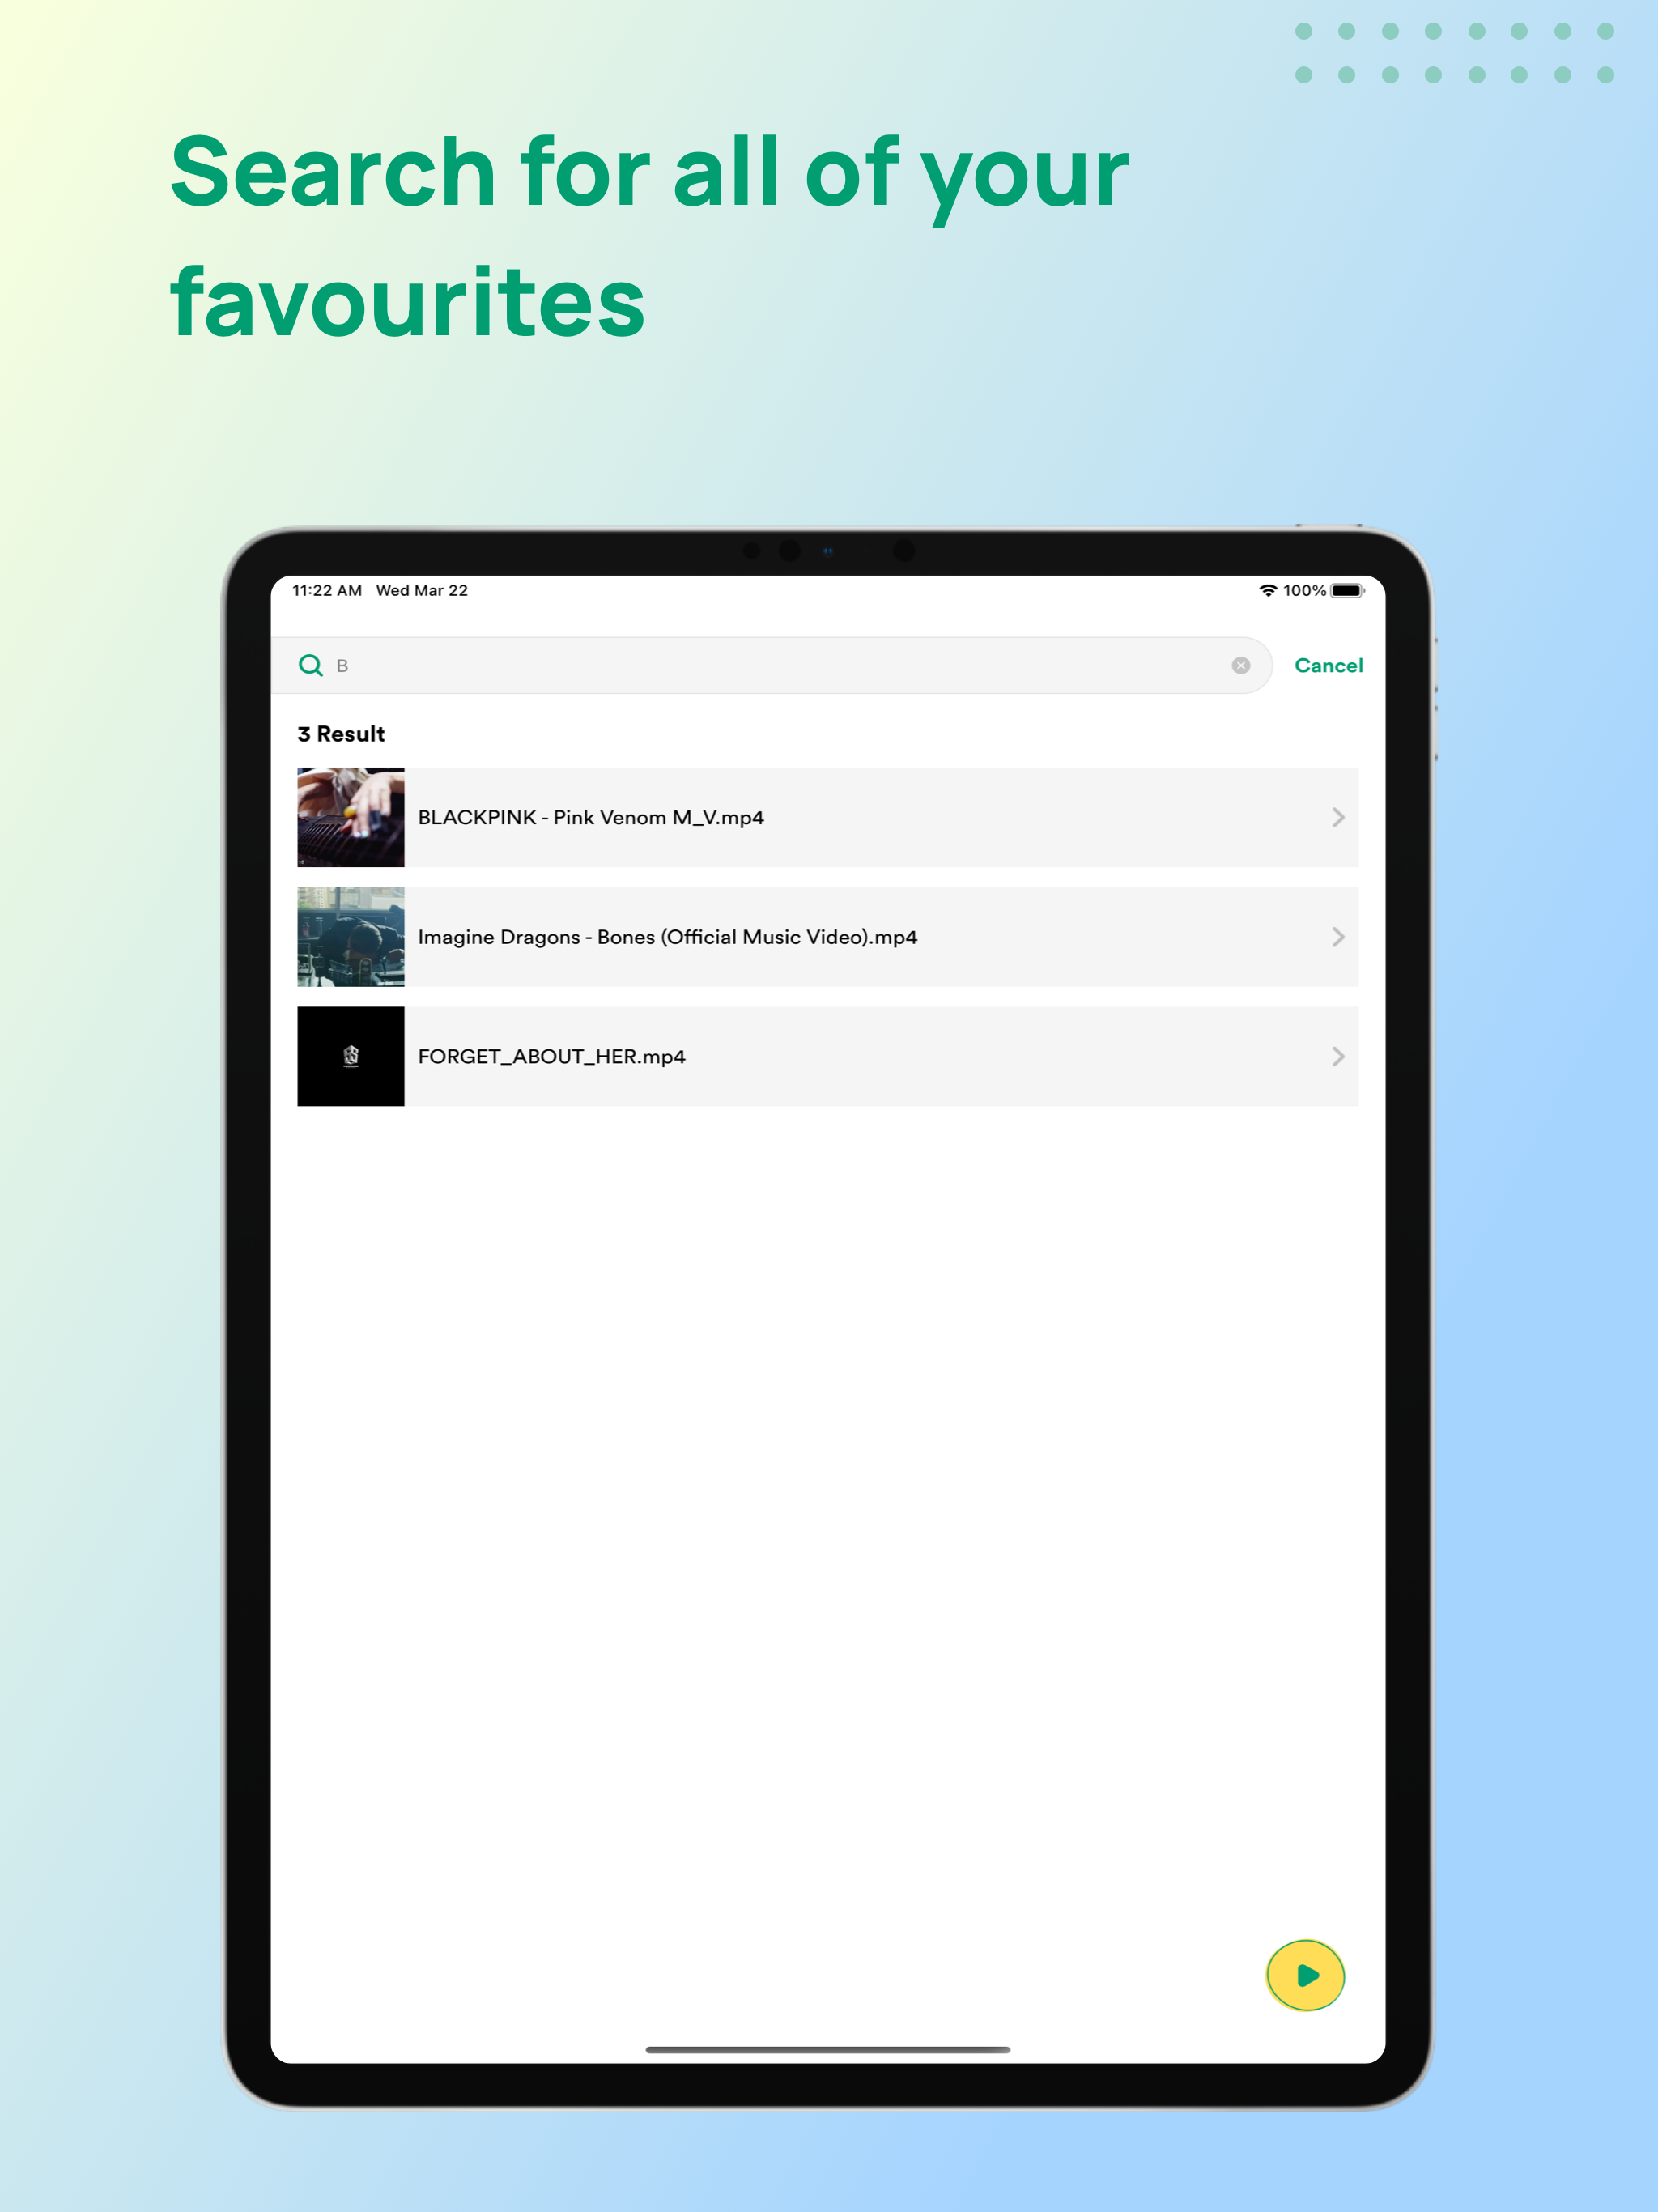 Search for all of your
favourites
11:22 AM Wed Mar 22 100%
B Cancel
3 Result
BLACKPINK - Pink Venom M_V.mp4
Imagine Dragons - Bones (Official Music Video).mp4
FORGET_ABOUT_HER.mp4